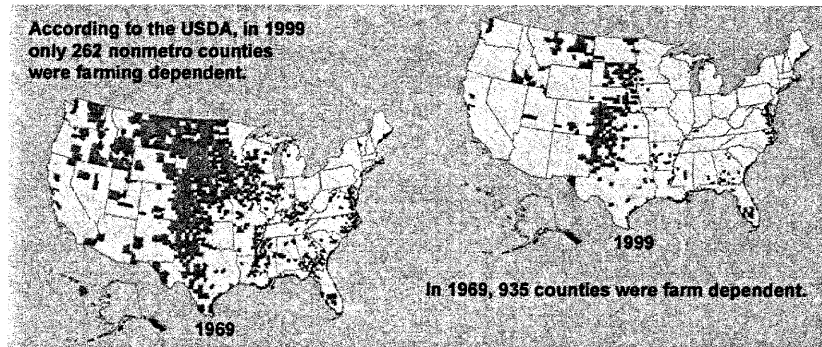 According to the USDA, in 1999
only 262 nonmetro counties
were farming dependent.
1999
In 1969, 935 counties were farm dependent.
1969